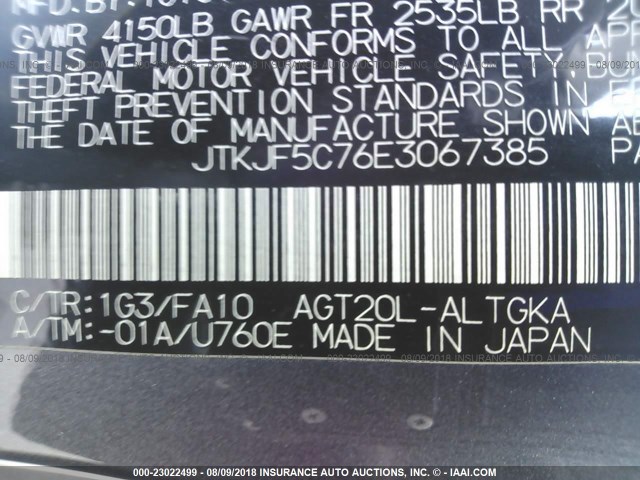 GVWR 4150LB GAWR FR 2535LB RR
THIS VEHICLE CONFORMS TO ALL
FEDERAL MOTOR VEHICLE SAFETY,
THEFT PREVENTION STANDARDS IN
THE DATE OF MANUFACTURE SHOWN
JTKJF5C76E3067385
C/TR:1G3/FA10 AGT20L-ALTGKA
A/TM:-01A/U760E MADE IN JAPAN
000-23022499 - 08/09/2018 - INSURANCE AUTO AUCTIONS, INC. - © - IAAI.COM